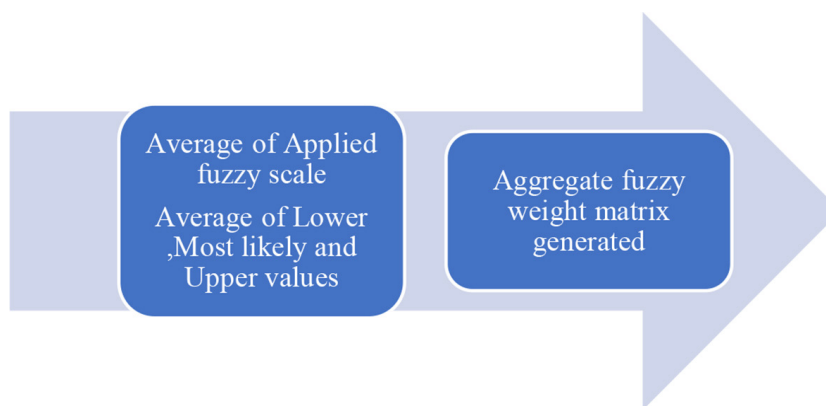 Average of Applied
fuzzy scale
Average of Lower
,Most likely and
Upper values
Aggregate fuzzy
weight matrix
generated